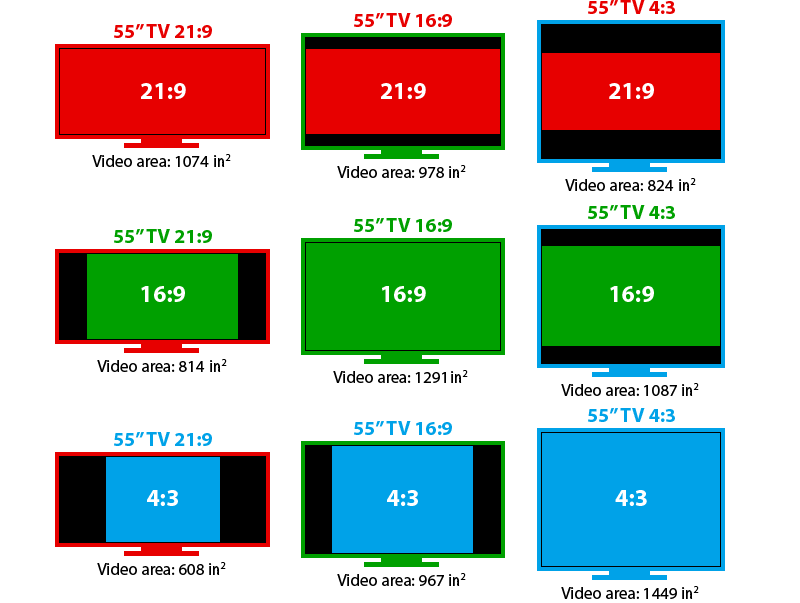 55” TV 21:9
55” TV 16:9
55” TV 4:3
21:9
21:9
21:9
Video area: 1074 in²
Video area: 978 in²
Video area: 824 in²
55” TV 21:9
55” TV 16:9
55” TV 4:3
16:9
16:9
16:9
Video area: 814 in²
Video area: 1291in²
Video area: 1087 in²
55” TV 21:9
55” TV 16:9
55” TV 4:3
4:3
4:3
4:3
Video area: 608 in²
Video area: 967 in²
Video area: 1449 in²